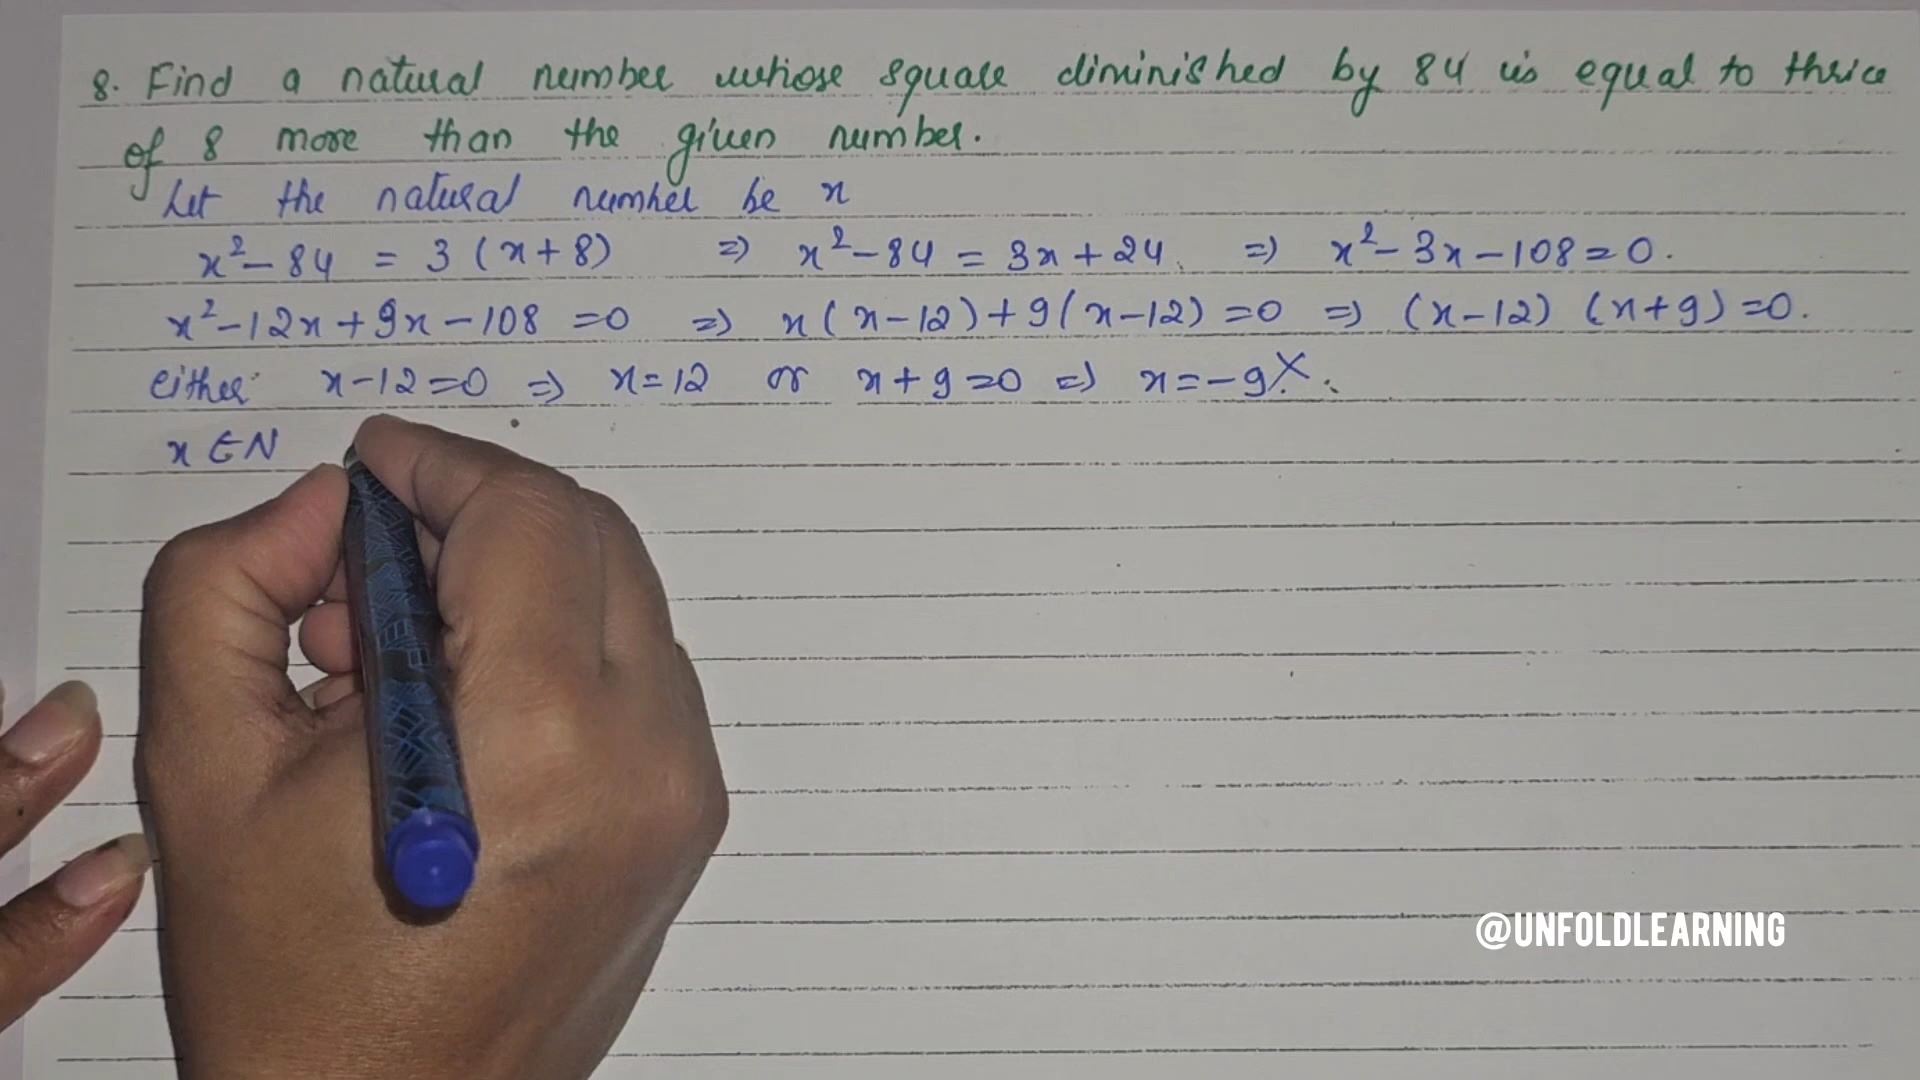 8. Find a natural number whose square diminished by 84 is equal to thrice
of 8 more than the given number.
Let the natural number be x
x² - 84 = 3 (x + 8) => x² - 84 = 3x + 24 => x² - 3x - 108 = 0.
x² - 12x + 9x - 108 = 0 => x (x - 12) + 9 (x - 12) = 0 => (x - 12) (x + 9) = 0.
either x - 12 = 0 => x = 12 or x + 9 = 0 => x = -9 X.
x ∈ N
@UNFOLDLEARNING